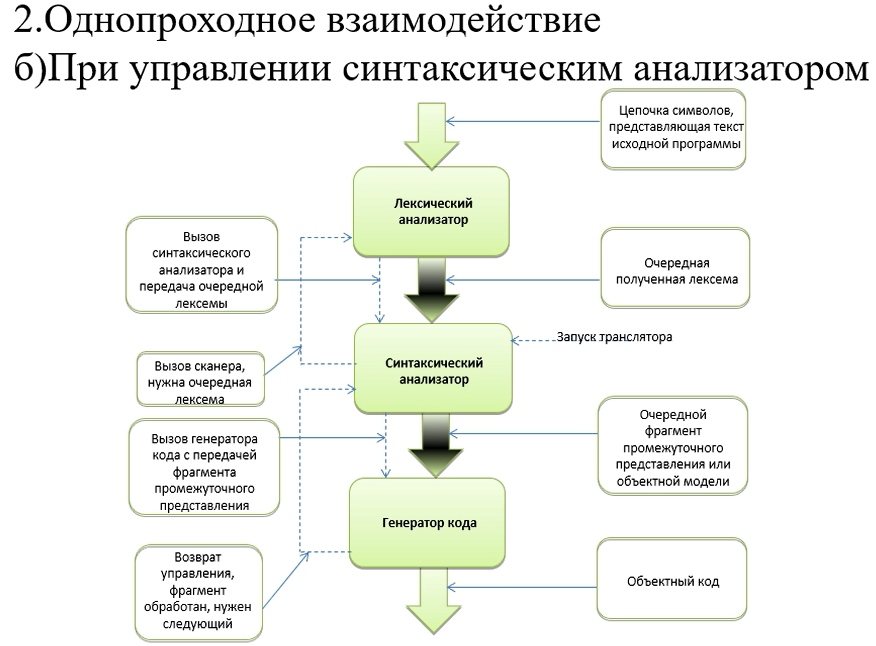 2.Однопроходное взаимодействие
б)При управлении синтаксическим анализатором
Цепочка символов,
представляющая текст
исходной программы
Лексический
анализатор
Вызов
синтаксического
анализатора и
передача очередной
лексемы
Очередная
полученная лексема
Запуск транслятора
Синтаксический
анализатор
Вызов сканера,
нужна очередная
лексема
Вызов генератора
кода с передачей
фрагмента
промежуточного
представления
Очередной
фрагмент
промежуточного
представления или
объектной модели
Генератор кода
Возврат
управления,
фрагмент
обработан, нужен
следующий
Объектный код